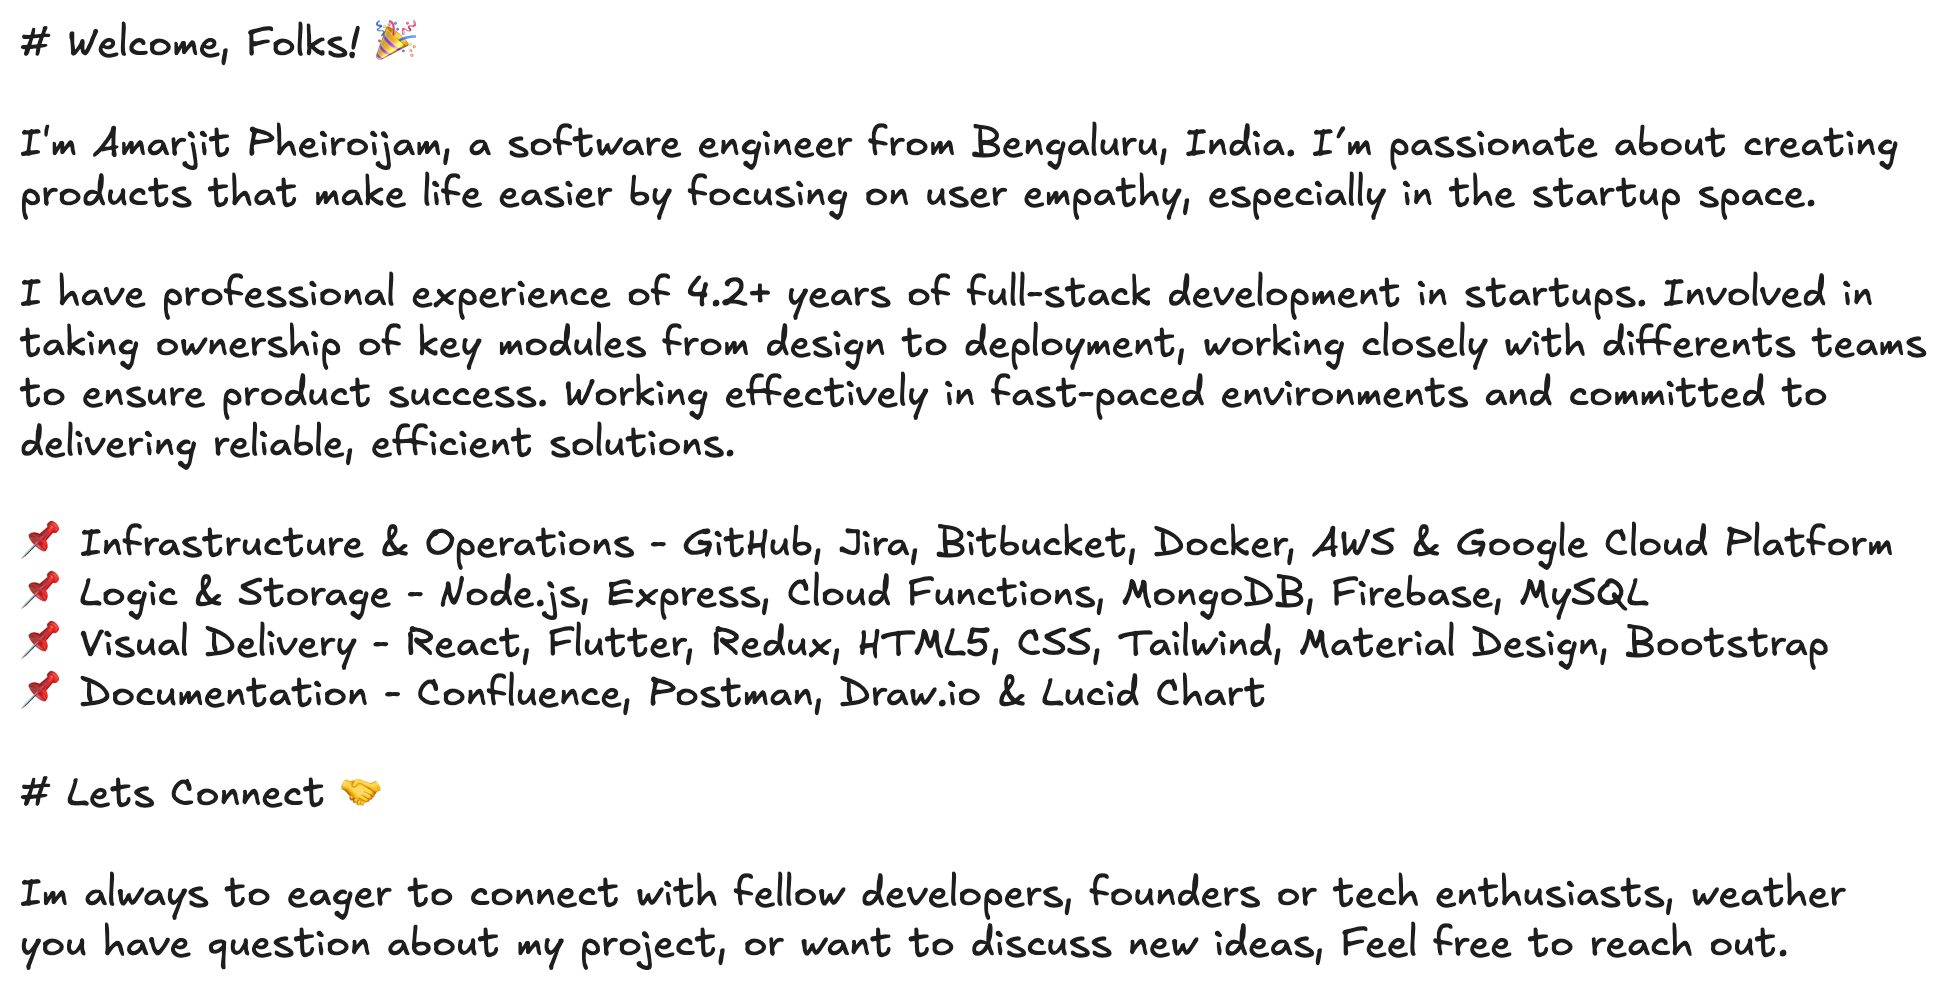 # Welcome, Folks! 🎉
I'm Amarjit Pheiroijam, a software engineer from Bengaluru, India. I’m passionate about creating
products that make life easier by focusing on user empathy, especially in the startup space.
I have professional experience of 4.2+ years of full-stack development in startups. Involved in
taking ownership of key modules from design to deployment, working closely with differents teams
to ensure product success. Working effectively in fast-paced environments and committed to
delivering reliable, efficient solutions.
📌 Infrastructure & Operations - GitHub, Jira, Bitbucket, Docker, AWS & Google Cloud Platform
📌 Logic & Storage - Node.js, Express, Cloud Functions, MongoDB, Firebase, MySQL
📌 Visual Delivery - React, Flutter, Redux, HTML5, CSS, Tailwind, Material Design, Bootstrap
📌 Documentation - Confluence, Postman, Draw.io & Lucid Chart
# Lets Connect 🤝
Im always to eager to connect with fellow developers, founders or tech enthusiasts, weather
you have question about my project, or want to discuss new ideas, Feel free to reach out.